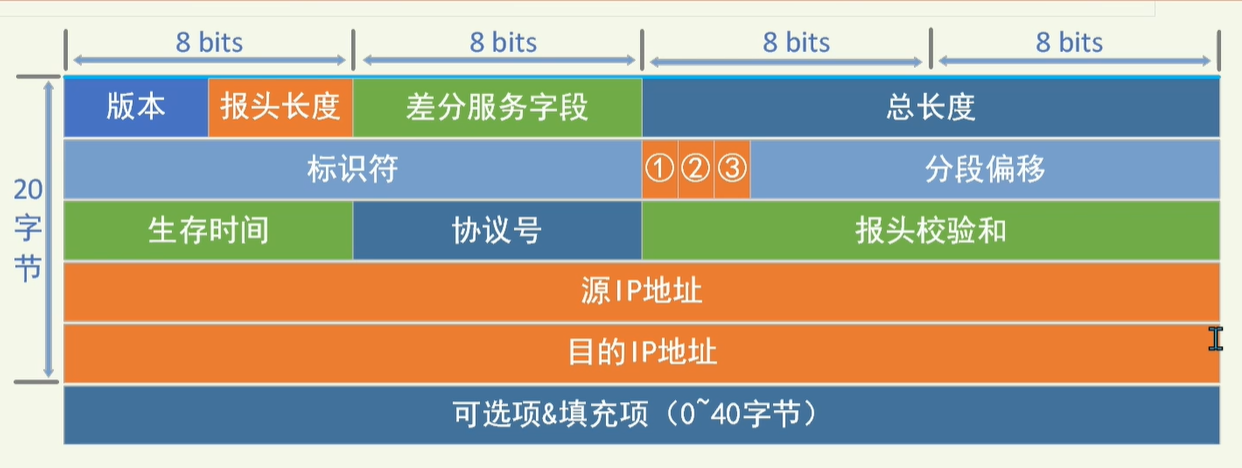 8 bits 8 bits 8 bits 8 bits
版本 报头长度 差分服务字段 总长度
标识符 ① ② ③ 分段偏移
20字节
生存时间 协议号 报头校验和
源IP地址
目的IP地址
可选项&填充项（0~40字节）